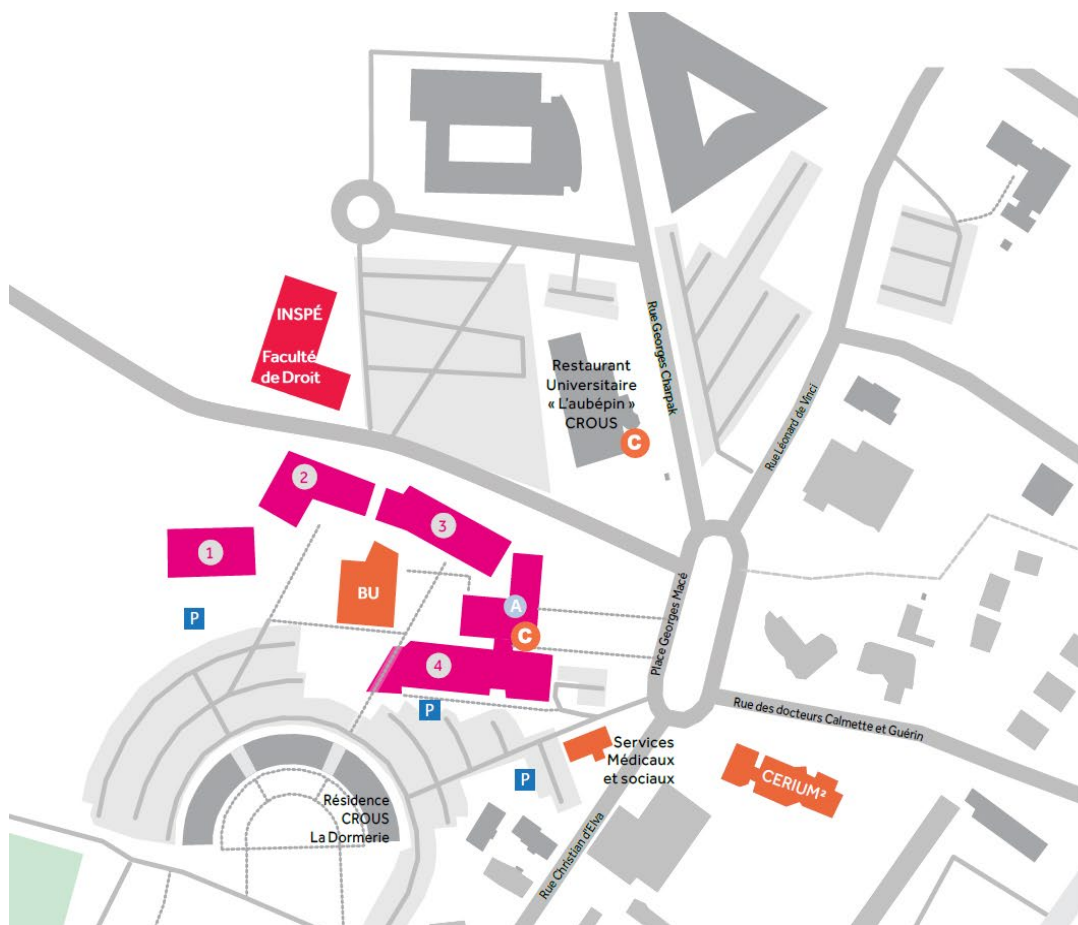 INSPÉ
Faculté
de Droit
Restaurant
Universitaire
« L'aubépin »
CROUS
C
Rue Georges Charpak
Rue Léonard de Vinci
2
3
1
BU
A
C
4
P
P
P
Place Georges Macé
Rue des docteurs Calmette et Guérin
Services
Médicaux
et sociaux
CERIUM²
Résidence
CROUS
La Dormerie
Rue Christian d'Elva